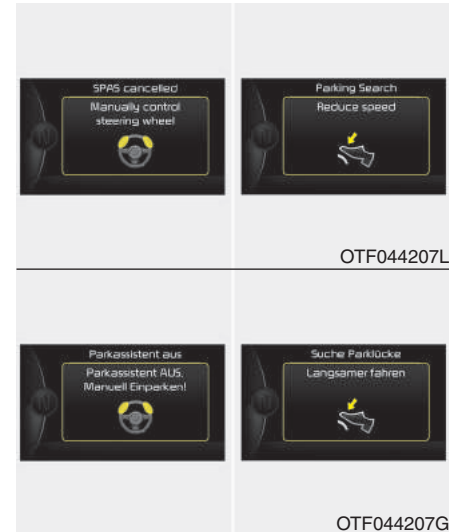 SPAS cancelled
Manually control
steering wheel
Parking Search
Reduce speed
OTF044207L
Parkassistent aus
Parkassistent AUS.
Manuell Einparken!
Suche Parklücke
Langsamer fahren
OTF044207G